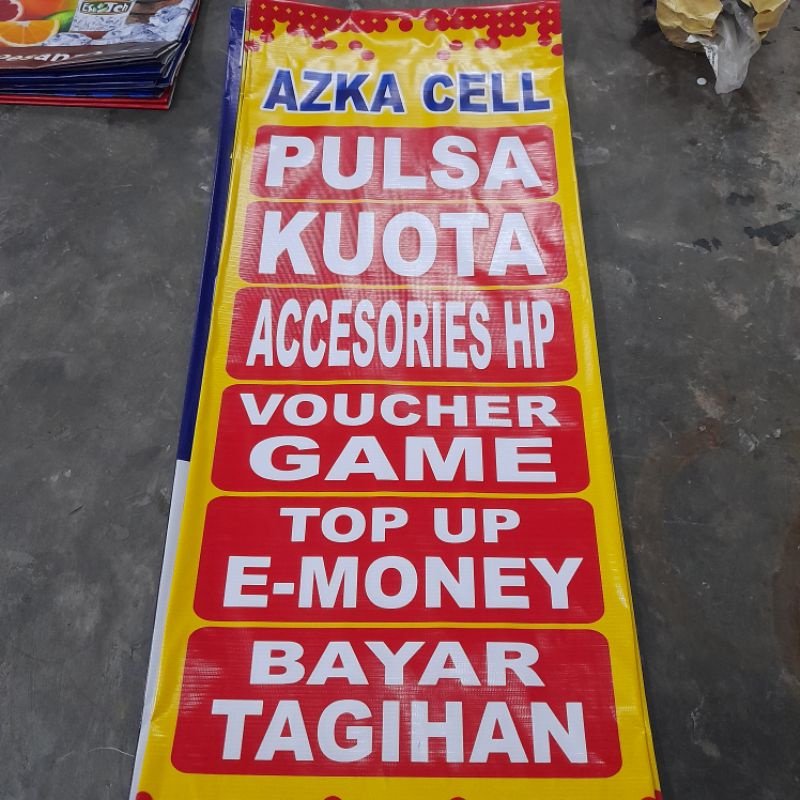 AZKA CELL
PULSA
KUOTA
ACCESORIES HP
VOUCHER
GAME
TOP UP
E-MONEY
BAYAR
TAGIHAN